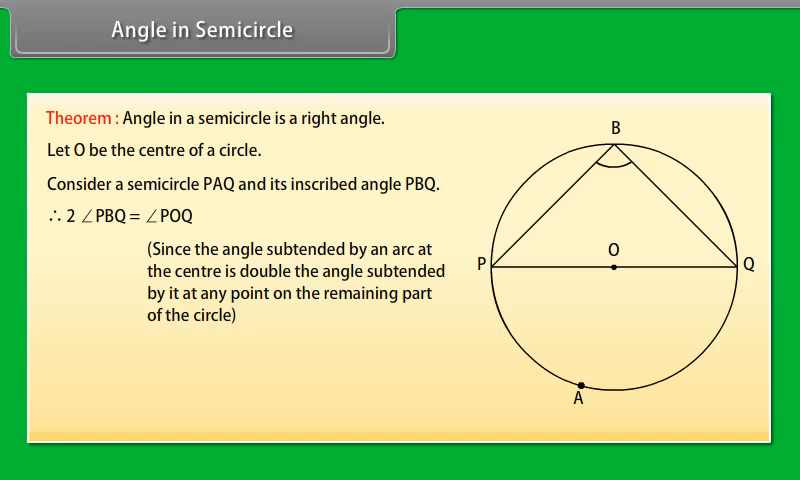 Angle in Semicircle
Theorem : Angle in a semicircle is a right angle.
Let O be the centre of a circle.
Consider a semicircle PAQ and its inscribed angle PBQ.
∴ 2 ∠PBQ = ∠POQ
(Since the angle subtended by an arc at
the centre is double the angle subtended
by it at any point on the remaining part
of the circle)
B
P
O
Q
A